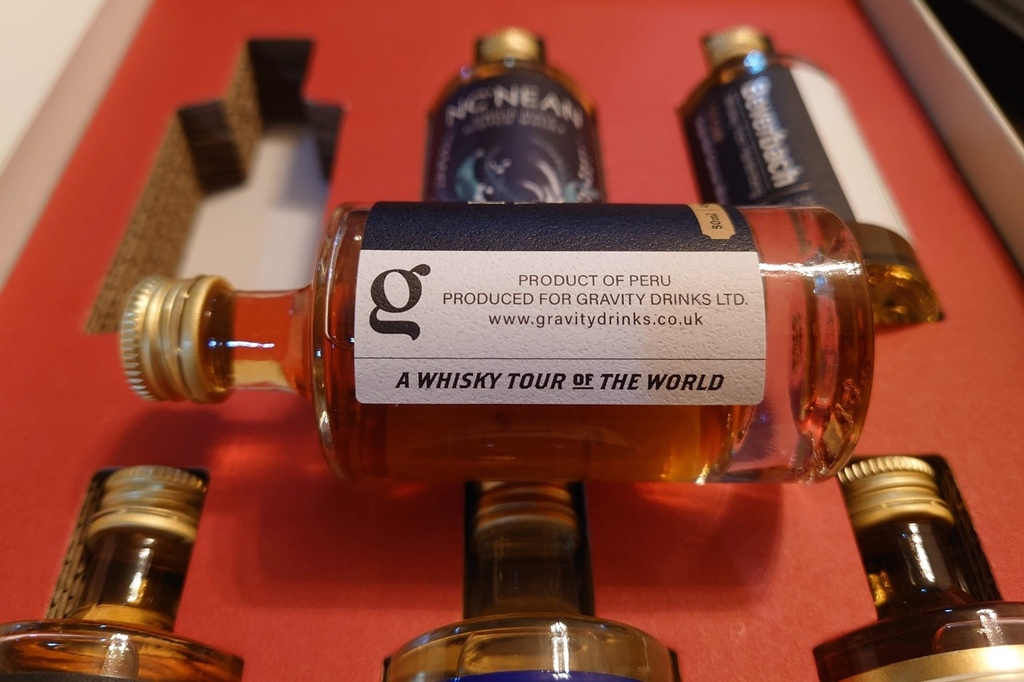 NC'NEAN
50ml
g
PRODUCT OF PERU
PRODUCED FOR GRAVITY DRINKS LTD.
www.gravitydrinks.co.uk
A WHISKY TOUR OF THE WORLD